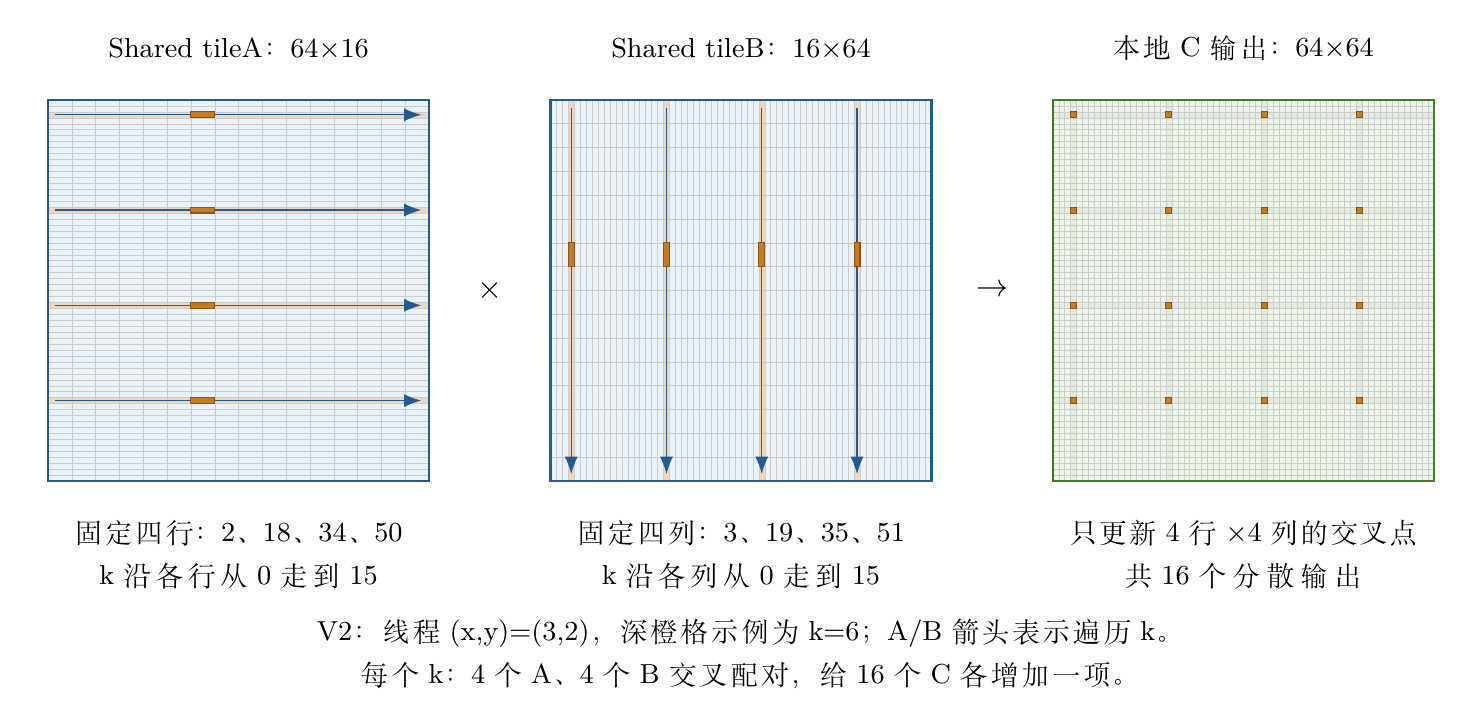 Shared tileA：64×16
Shared tileB：16×64
本地 C 输出：64×64
×
→
固定四行：2、18、34、50
k 沿各行从 0 走到 15
固定四列：3、19、35、51
k 沿各列从 0 走到 15
只更新 4 行 ×4 列的交叉点
共 16 个分散输出
V2：线程 (x,y)=(3,2)，深橙格示例为 k=6；A/B 箭头表示遍历 k。
每个 k：4 个 A、4 个 B 交叉配对，给 16 个 C 各增加一项。